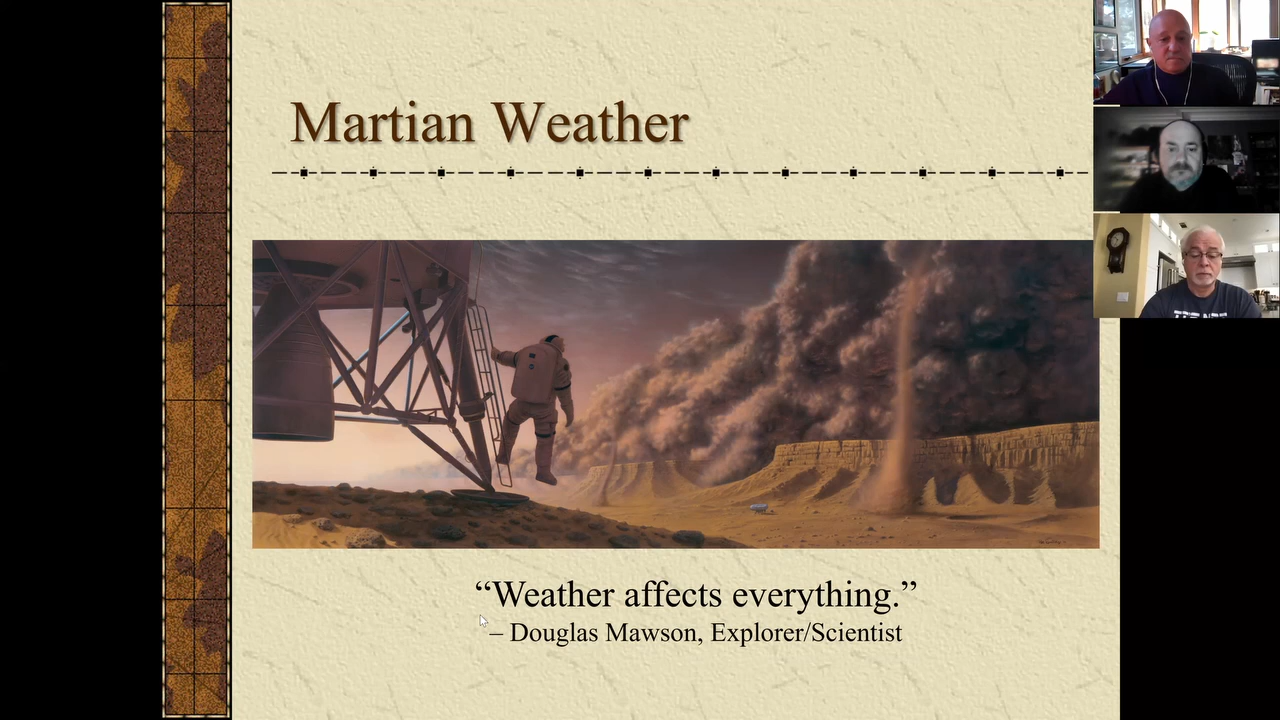 Martian Weather
“Weather affects everything.”
– Douglas Mawson, Explorer/Scientist